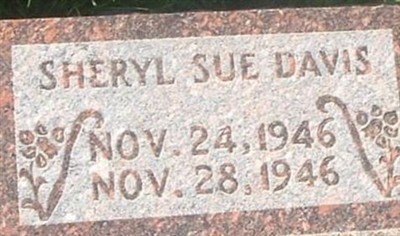 SHERYL SUE DAVIS
NOV. 24, 1946
NOV. 28, 1946